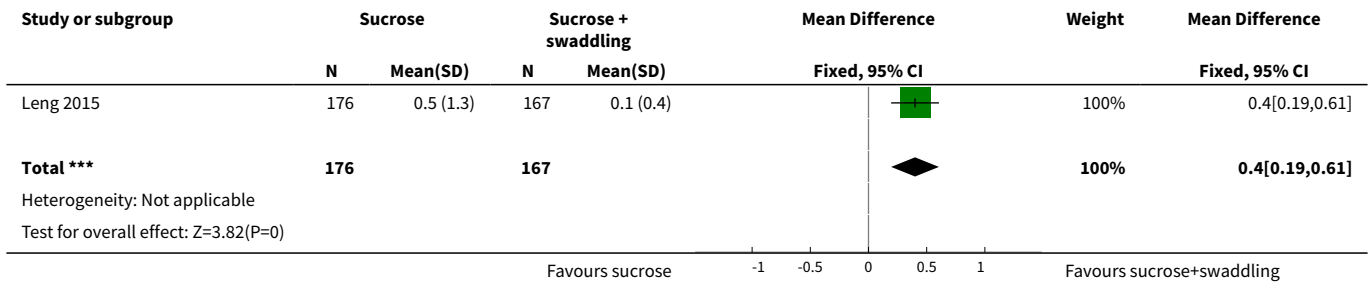 Study or subgroup Sucrose Sucrose + swaddling Mean Difference Weight Mean Difference
N Mean(SD) N Mean(SD) Fixed, 95% CI Fixed, 95% CI
Leng 2015 176 0.5 (1.3) 167 0.1 (0.4) 100% 0.4[0.19,0.61]
Total *** 176 167 100% 0.4[0.19,0.61]
Heterogeneity: Not applicable
Test for overall effect: Z=3.82(P=0)
Favours sucrose -1 -0.5 0 0.5 1 Favours sucrose+swaddling